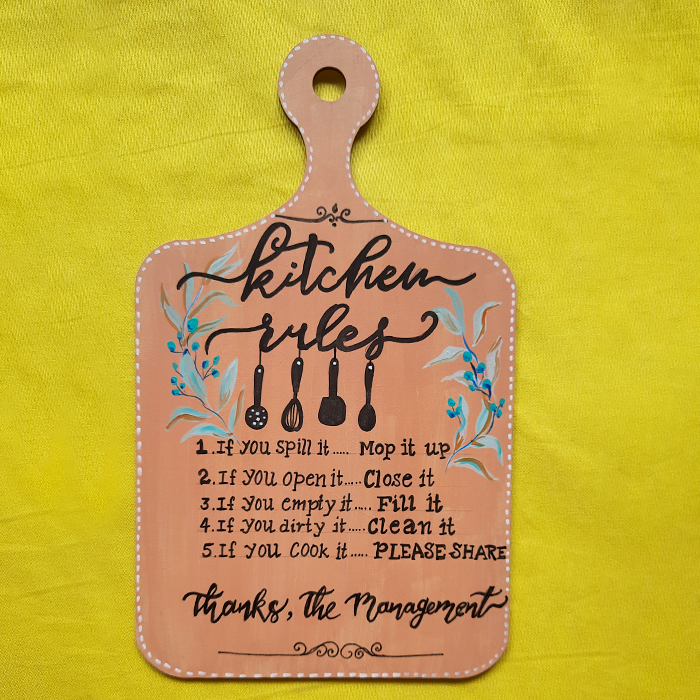 kitchen
rules
1.If you spill it..... Mop it up
2.If you open it.....Close it
3.If you empty it..... Fill it
4.If you dirty it.....Clean it
5.If you cook it..... PLEASE SHARE
Thanks, The Management